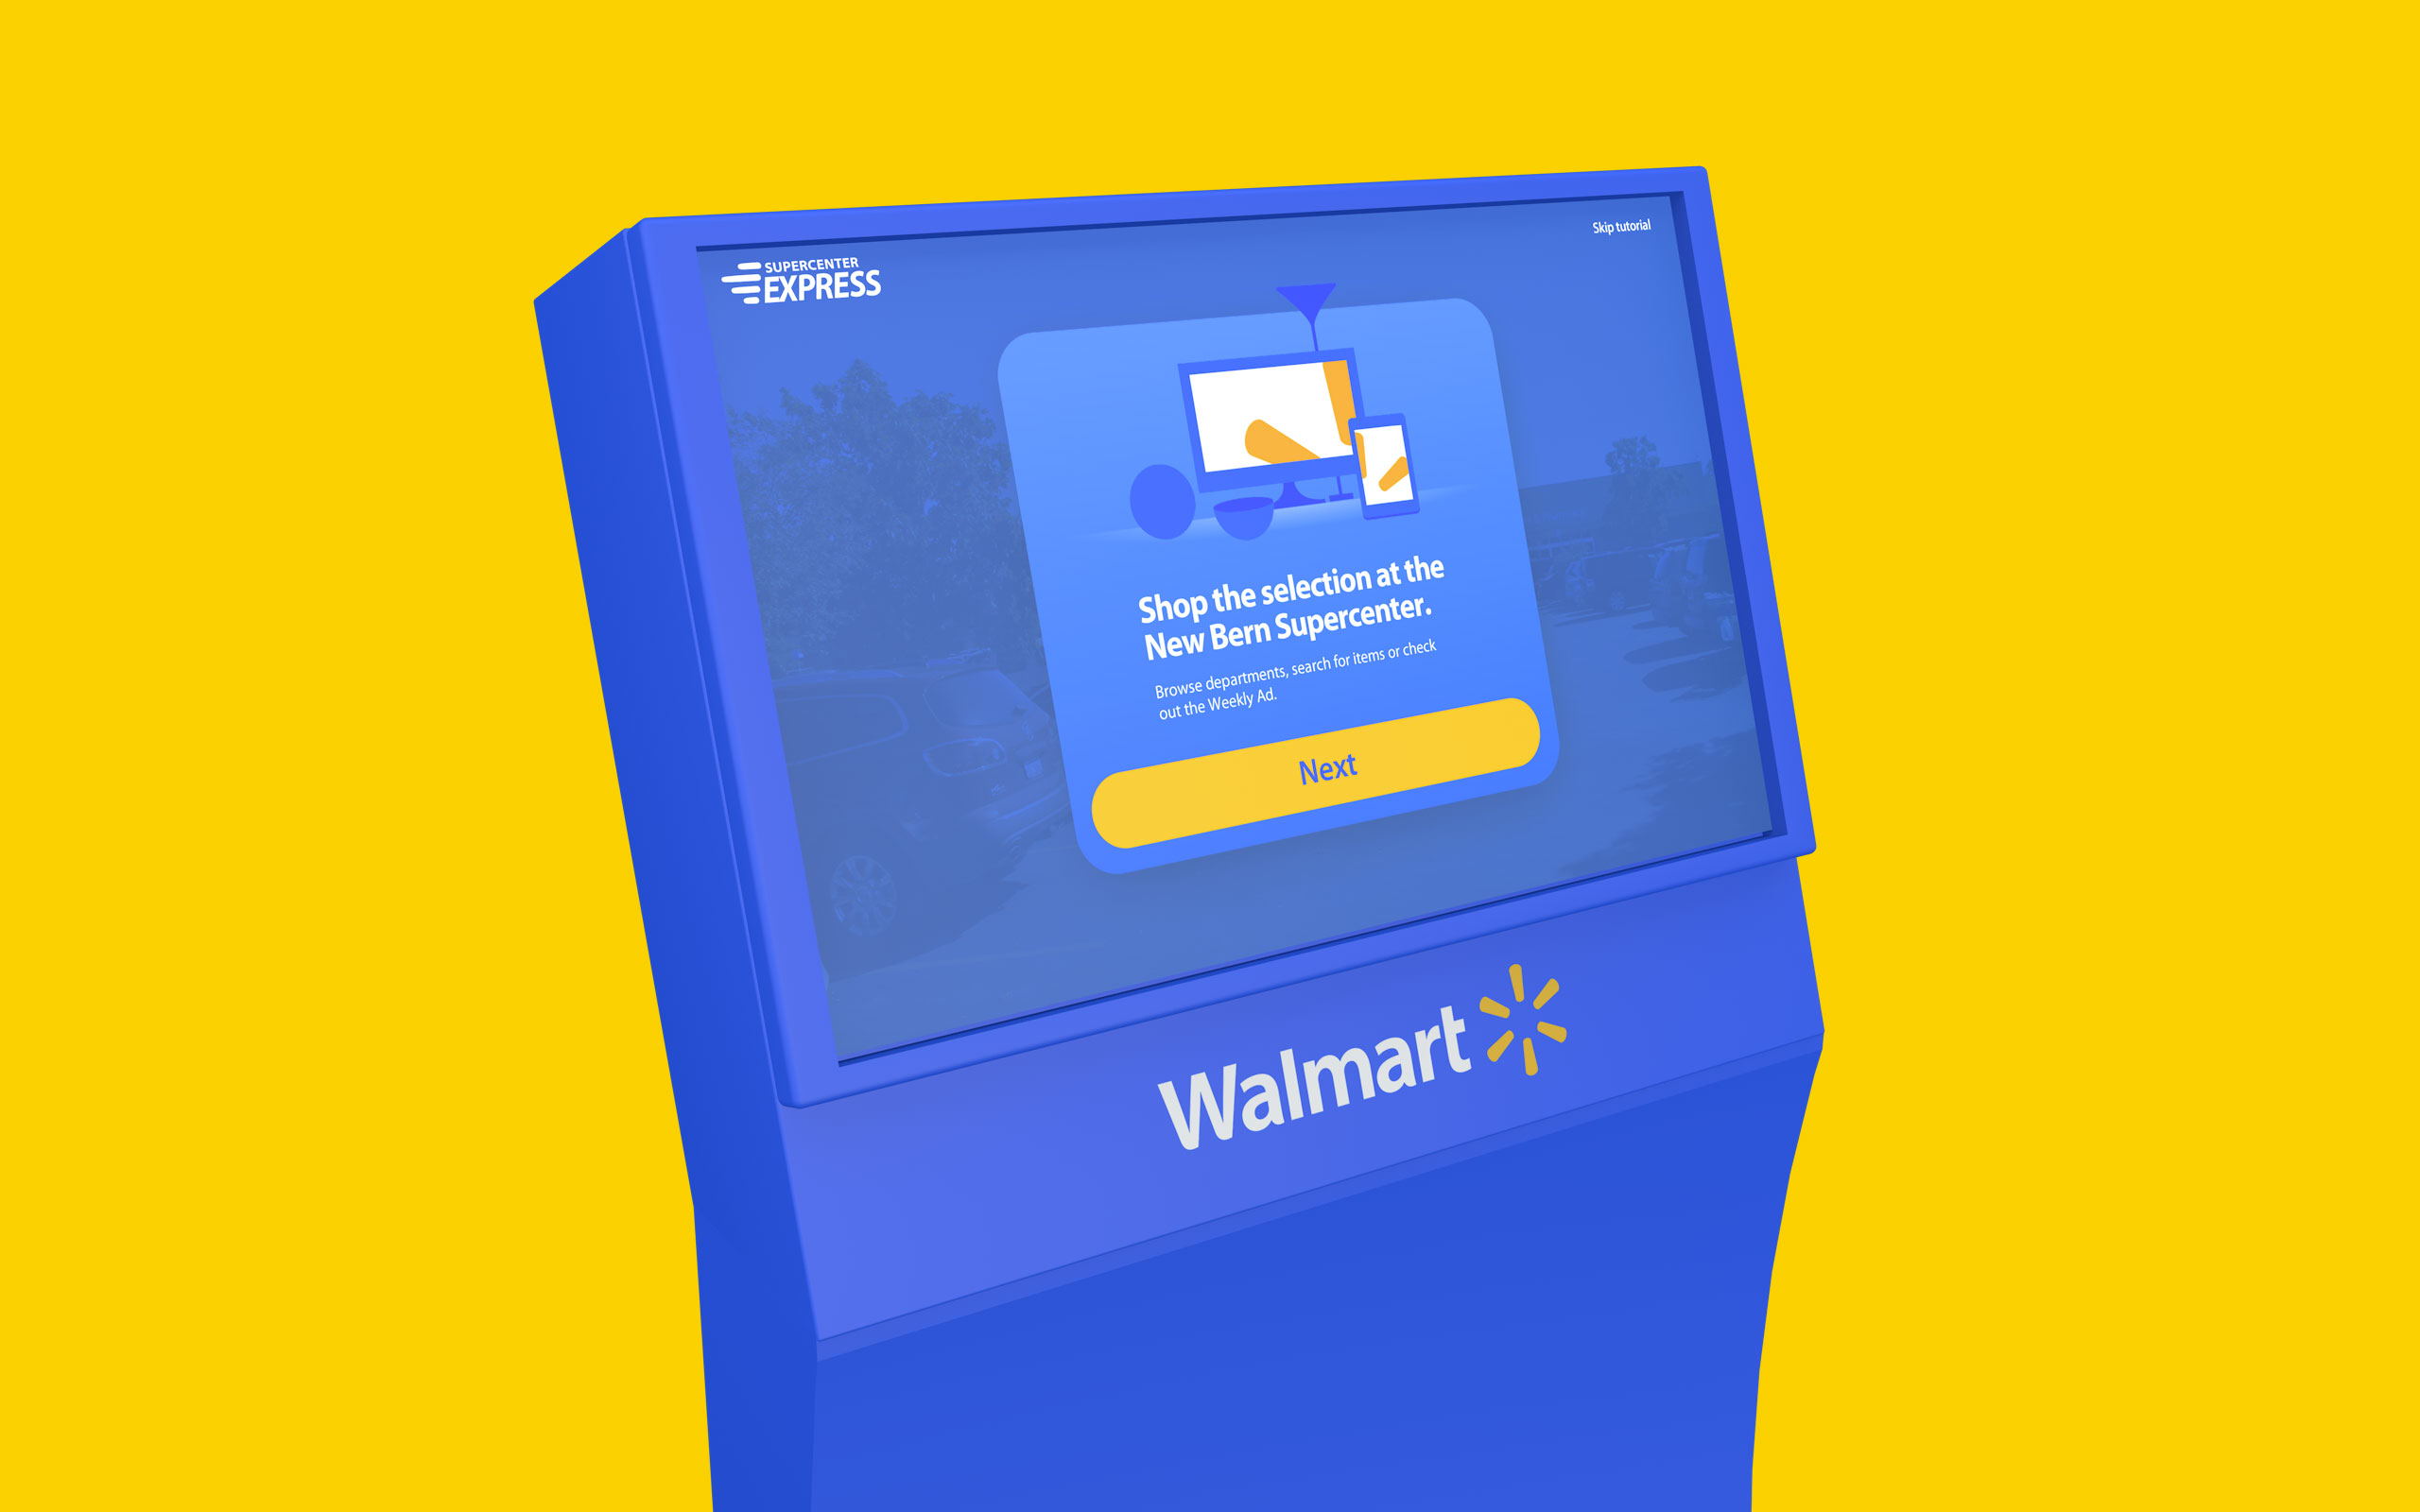 Skip tutorial
SUPERCENTER
EXPRESS
Shop the selection at the
New Bern Supercenter.
Browse departments, search for items or check
out the Weekly Ad.
Next
Walmart